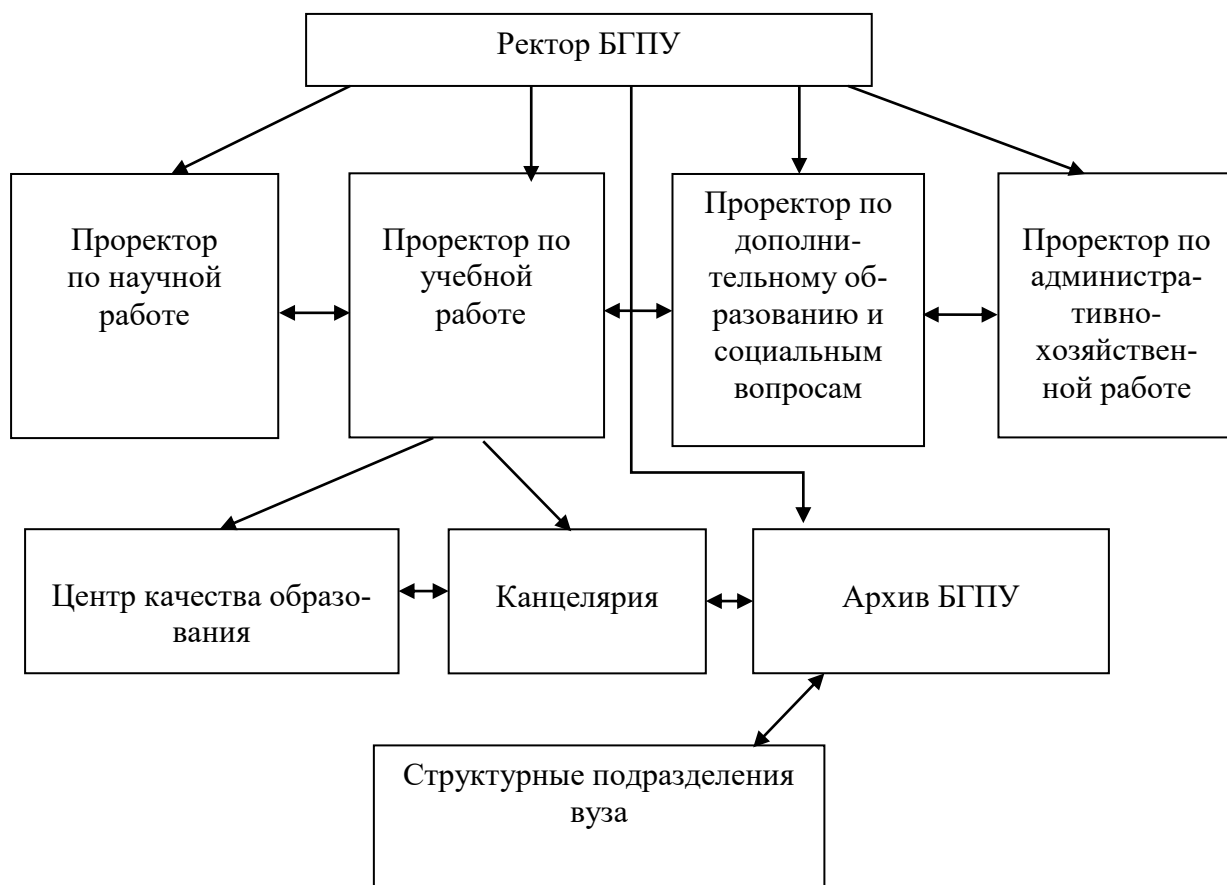 Ректор БГПУ
Проректор
по научной
работе
Проректор по
учебной
работе
Проректор по
дополни-
тельному об-
разованию и
социальным
вопросам
Проректор по
администра-
тивно-
хозяйствен-
ной работе
Центр качества образо-
вания
Канцелярия
Архив БГПУ
Структурные подразделения
вуза